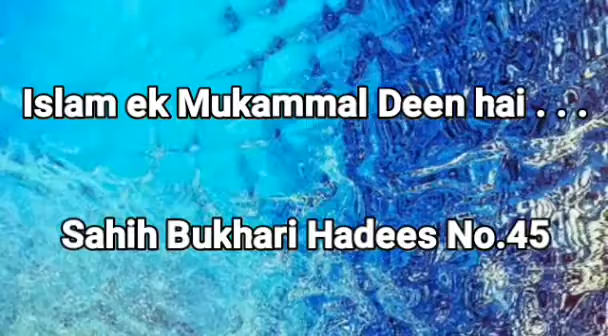 Islam ek Mukammal Deen hai . . .
Sahih Bukhari Hadees No.45